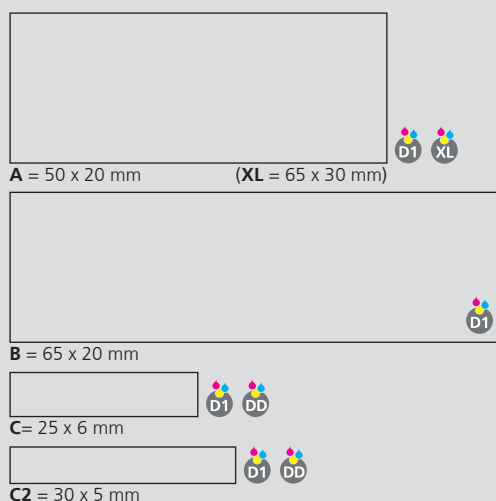 D1 XL
A = 50 x 20 mm (XL = 65 x 30 mm)
D1
B = 65 x 20 mm
D1 DD
C= 25 x 6 mm
D1 DD
C2 = 30 x 5 mm